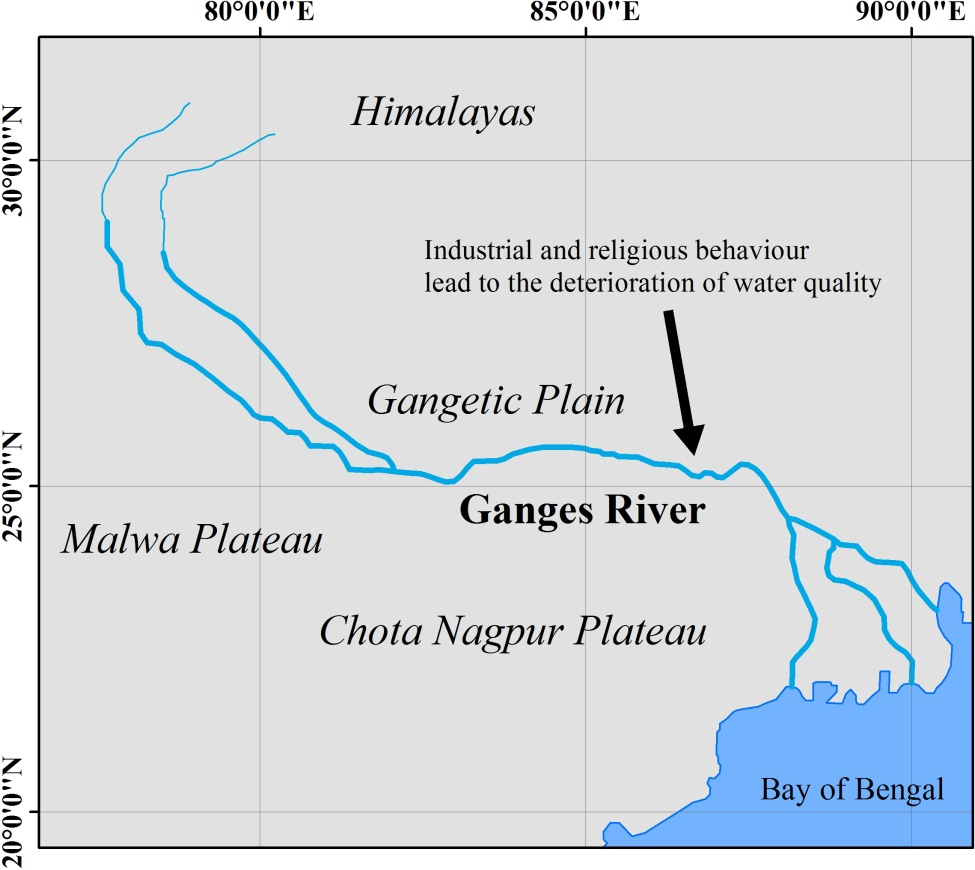 80°0'0"E
85°0'0"E
90°0'0"E
30°0'0"N
25°0'0"N
20°0'0"N
Himalayas
Industrial and religious behaviour
lead to the deterioration of water quality
Gangetic Plain
Ganges River
Malwa Plateau
Chota Nagpur Plateau
Bay of Bengal